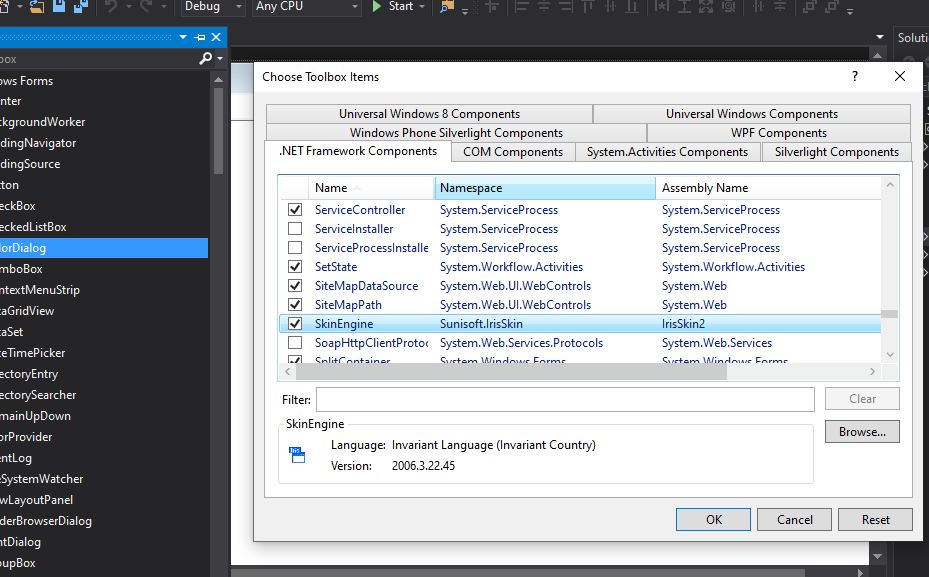 Debug
Any CPU
Start
Soluti
box
ows Forms
nter
ckgroundWorker
dingNavigator
dingSource
ton
eckBox
eckedListBox
lorDialog
mboBox
ntextMenuStrip
taGridView
taSet
teTimePicker
rectoryEntry
rectorySearcher
mainUpDown
orProvider
entLog
eSystemWatcher
wLayoutPanel
lderBrowserDialog
ntDialog
oupBox
Choose Toolbox Items
?
Universal Windows 8 Components
Universal Windows Components
Windows Phone Silverlight Components
WPF Components
.NET Framework Components
COM Components
System.Activities Components
Silverlight Components
Name Namespace Assembly Name
ServiceController System.ServiceProcess System.ServiceProcess
ServiceInstaller System.ServiceProcess System.ServiceProcess
ServiceProcessInstalle System.ServiceProcess System.ServiceProcess
SetState System.Workflow.Activities System.Workflow.Activities
SiteMapDataSource System.Web.UI.WebControls System.Web
SiteMapPath System.Web.UI.WebControls System.Web
SkinEngine Sunisoft.IrisSkin IrisSkin2
SoapHttpClientProtoc System.Web.Services.Protocols System.Web.Services
SplitContainer System.Windows.Forms System.Windows.Forms
Filter:
Clear
SkinEngine
Language: Invariant Language (Invariant Country)
Version: 2006.3.22.45
Browse...
OK
Cancel
Reset